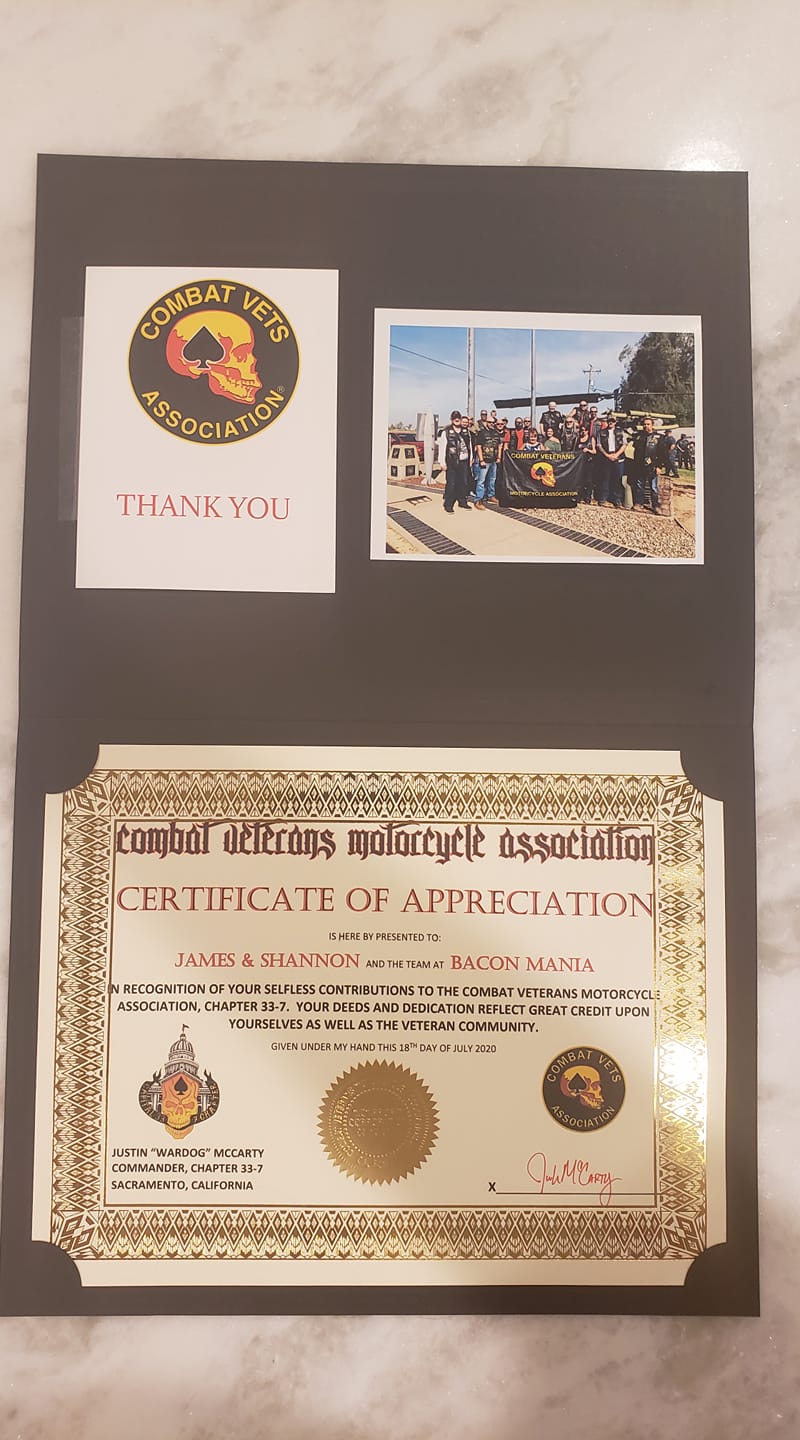 COMBAT VETS
ASSOCIATION®
THANK YOU
COMBAT VETERANS
MOTORCYCLE ASSOCIATION
combat veterans motorcycle association
CERTIFICATE OF APPRECIATION
IS HERE BY PRESENTED TO:
JAMES & SHANNON AND THE TEAM AT BACON MANIA
IN RECOGNITION OF YOUR SELFLESS CONTRIBUTIONS TO THE COMBAT VETERANS MOTORCYCLE
ASSOCIATION, CHAPTER 33-7. YOUR DEEDS AND DEDICATION REFLECT GREAT CREDIT UPON
YOURSELVES AS WELL AS THE VETERAN COMMUNITY.
GIVEN UNDER MY HAND THIS 18TH DAY OF JULY 2020
COMBAT VETS
ASSOCIATION
JUSTIN "WARDOG" MCCARTY
COMMANDER, CHAPTER 33-7
SACRAMENTO, CALIFORNIA
X